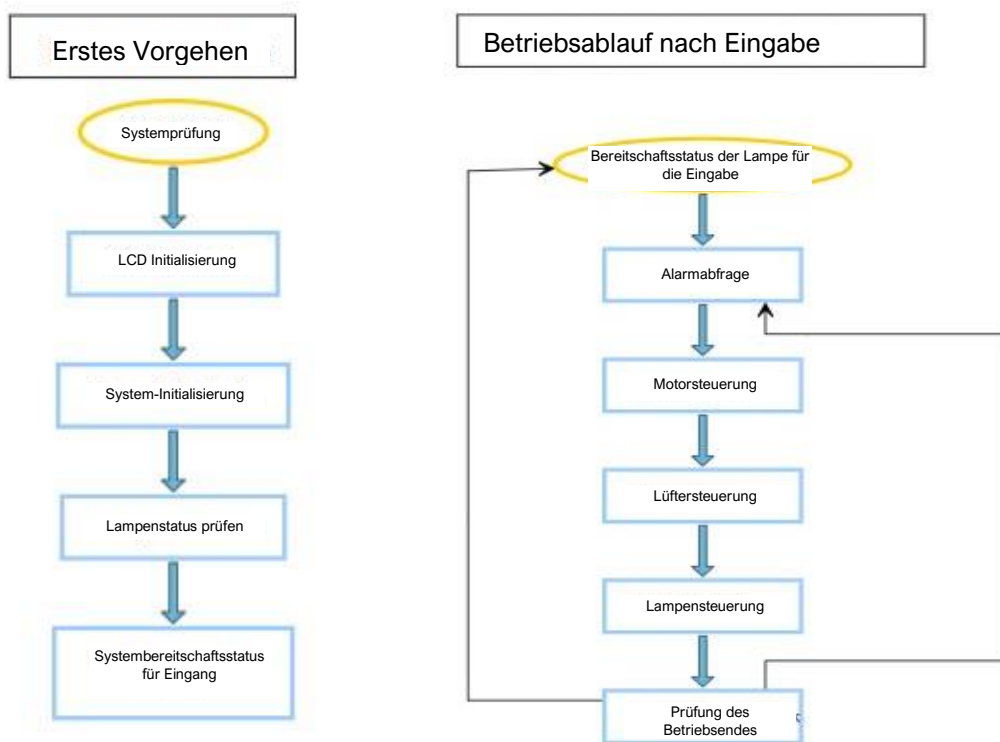 Erstes Vorgehen
Systemprüfung
LCD Initialisierung
System-Initialisierung
Lampenstatus prüfen
Systembereitschaftsstatus
für Eingang
Betriebsablauf nach Eingabe
Bereitschaftsstatus der Lampe für
die Eingabe
Alarmabfrage
Motorsteuerung
Lüftersteuerung
Lampensteuerung
Prüfung des
Betriebsendes